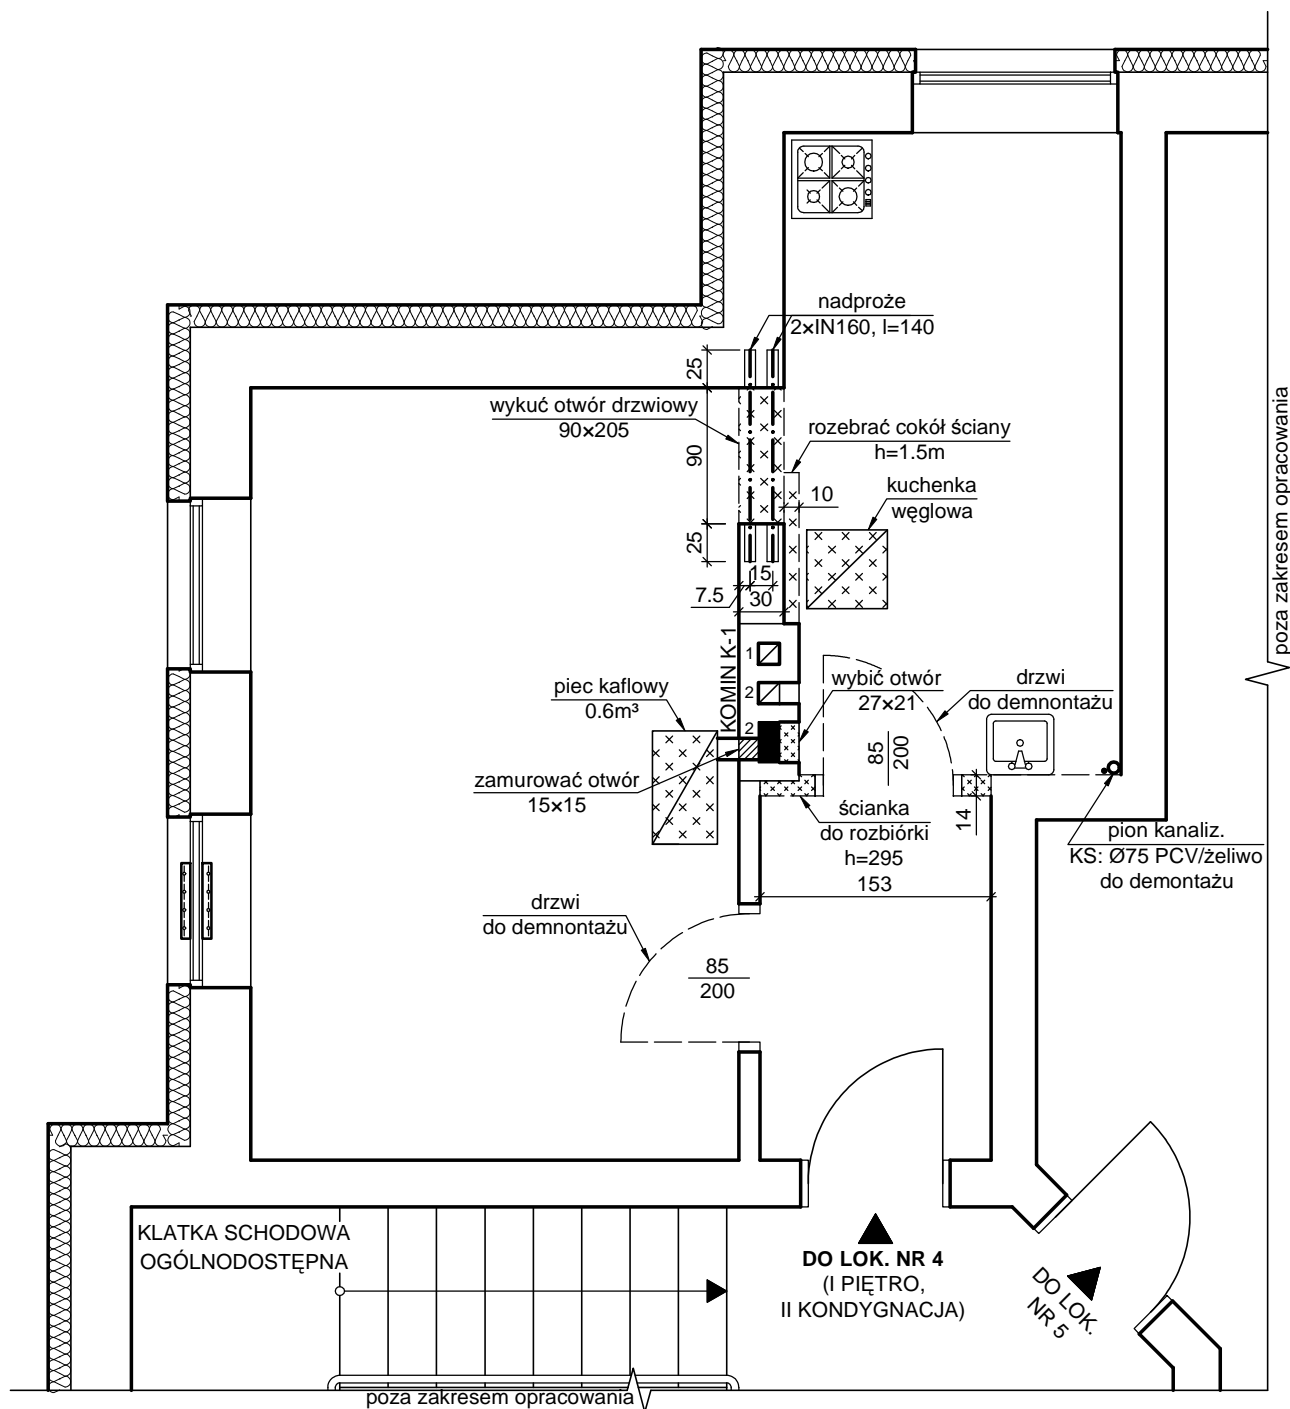 nadproże
2×IN160, l=140
25
wykuć otwór drzwiowy
90×205
90
rozebrać cokół ściany
h=1.5m
10
kuchenka
węglowa
25
15
7.5
30
poza zakresem opracowania
KOMIN K-1
1
2
2
piec kaflowy
0.6m³
wybić otwór
27×21
drzwi
do demnontażu
85
200
zamurować otwór
15×15
ścianka
do rozbiórki
h=295
14
153
pion kanaliz.
KS: Ø75 PCV/żeliwo
do demontażu
drzwi
do demnontażu
85
200
KLATKA SCHODOWA
OGÓLNODOSTĘPNA
DO LOK. NR 4
(I PIĘTRO,
II KONDYGNACJA)
DO LOK.
NR 5
poza zakresem opracowania